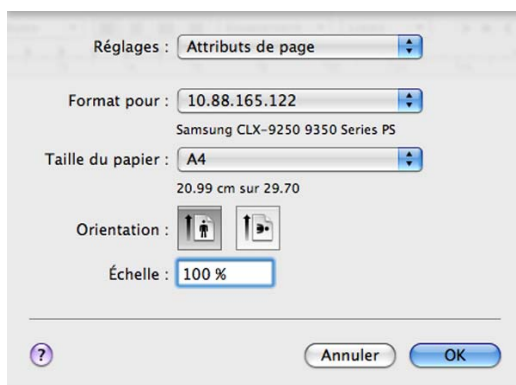 Réglages : Attributs de page
Format pour : 10.88.165.122
Samsung CLX-9250 9350 Series PS
Taille du papier : A4
20.99 cm sur 29.70
Orientation :
Échelle : 100 %
?
Annuler OK